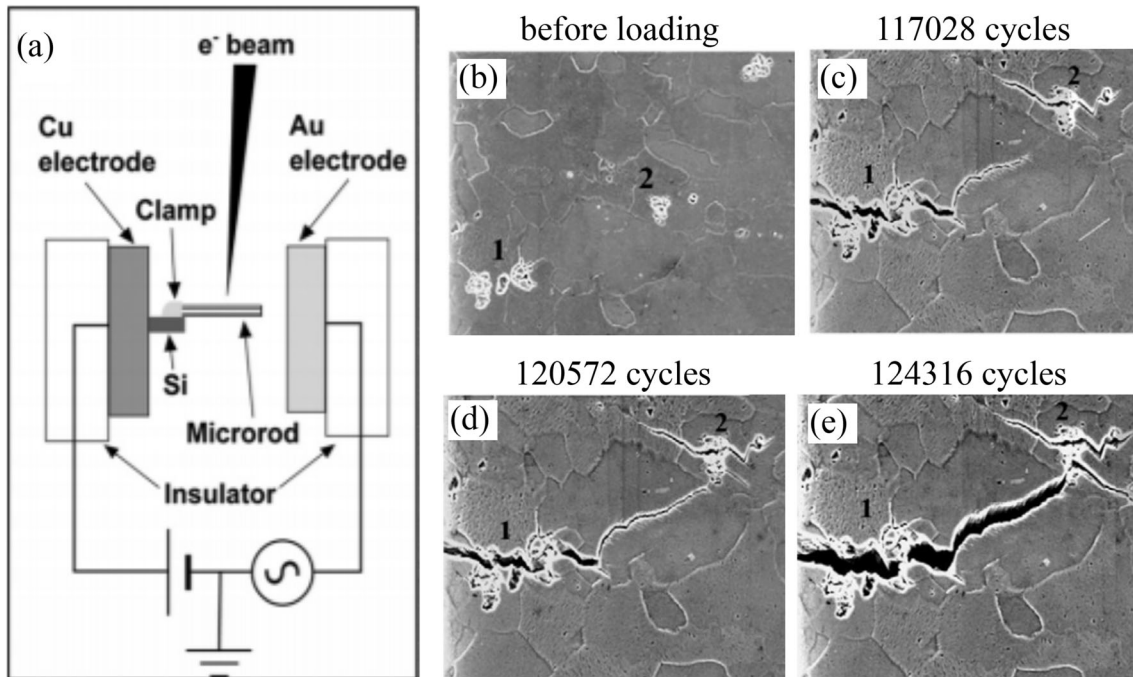 (a)
e⁻ beam
Cu
electrode
Au
electrode
Clamp
Si
Microrod
Insulator
before loading
(b)
1
2
117028 cycles
(c)
1
2
120572 cycles
(d)
1
2
124316 cycles
(e)
1
2